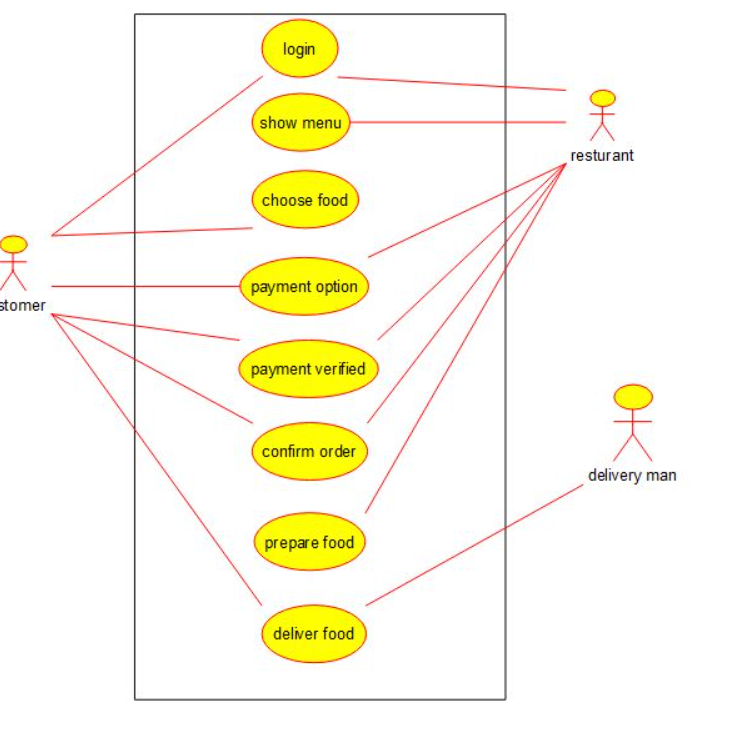 login
show menu
resturant
choose food
payment option
stomer
payment verified
confirm order
delivery man
prepare food
deliver food